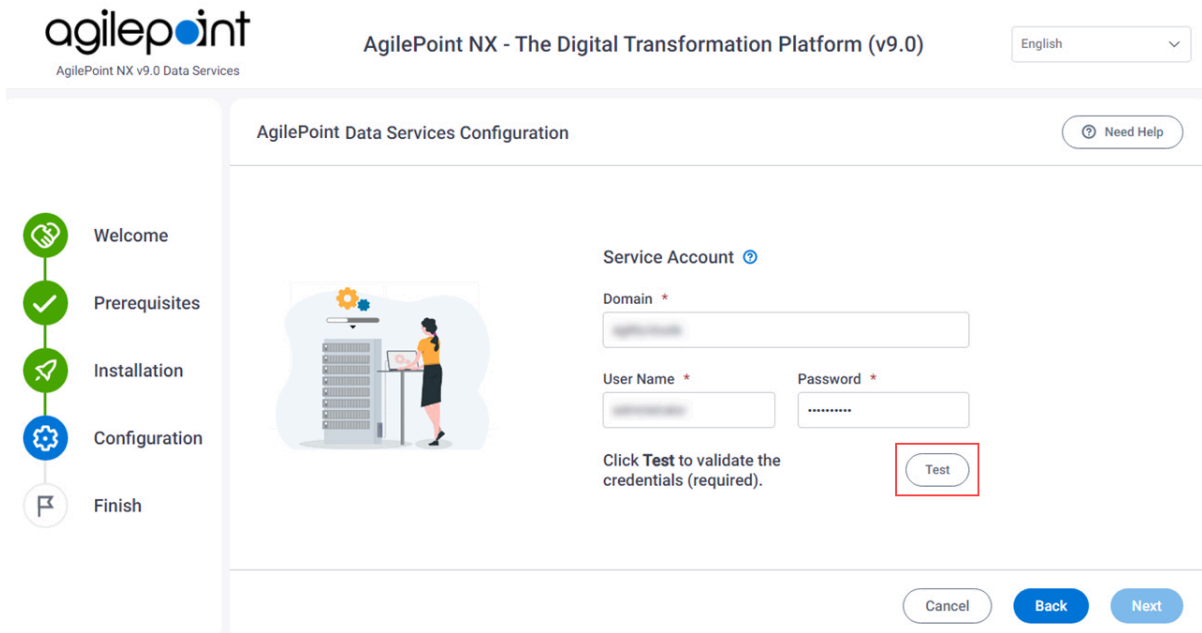 agilepoint
AgilePoint NX v9.0 Data Services
AgilePoint NX - The Digital Transformation Platform (v9.0)
English
AgilePoint Data Services Configuration
Need Help
Welcome
Prerequisites
Installation
Configuration
Finish
Service Account
Domain *
User Name *
Password *
••••••••••
Click Test to validate the
credentials (required).
Test
Cancel
Back
Next